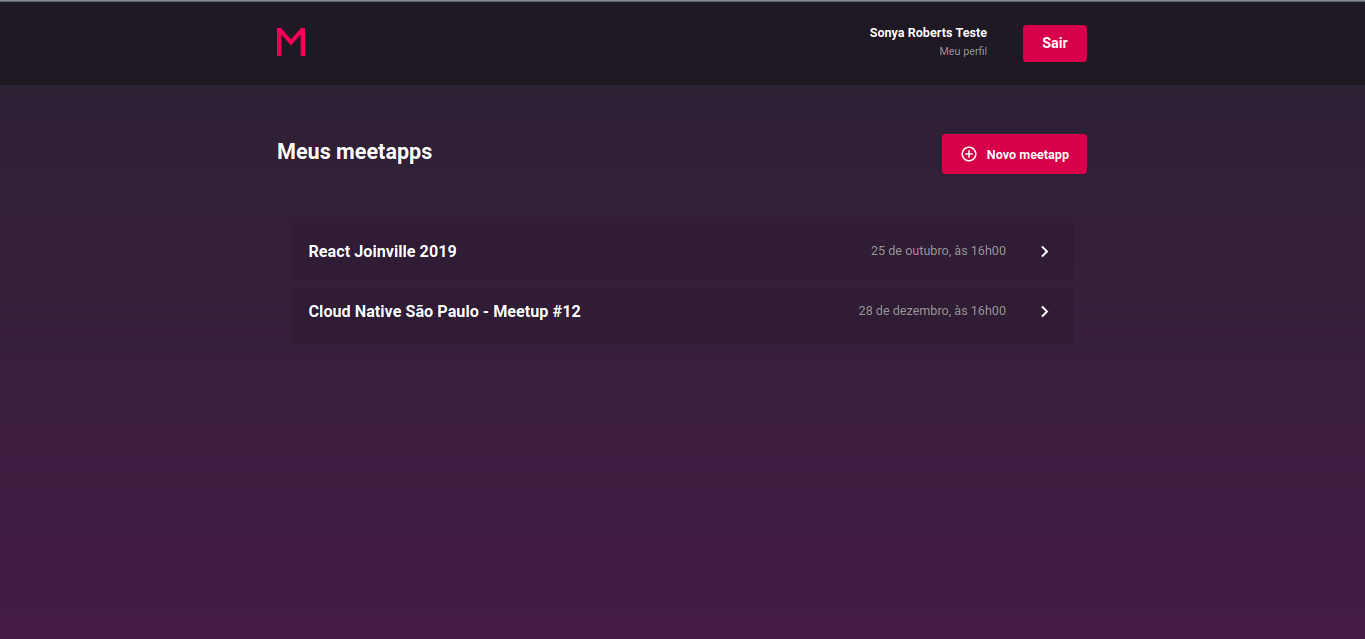 M
Sonya Roberts Teste
Meu perfil
Sair
Meus meetapps
Novo meetapp
React Joinville 2019
25 de outubro, às 16h00
Cloud Native São Paulo - Meetup #12
28 de dezembro, às 16h00